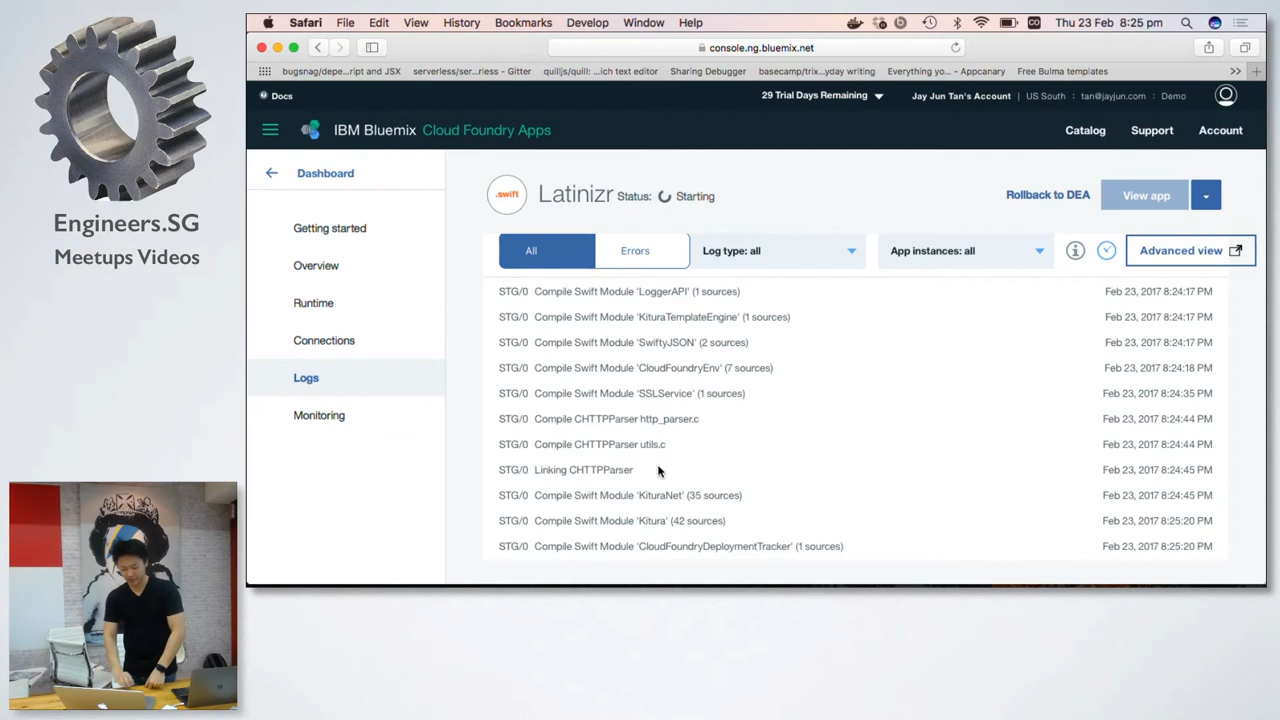 Engineers.SG
Meetups Videos
Safari File Edit View History Bookmarks Develop Window Help Thu 23 Feb 8:25 pm
console.ng.bluemix.net
bugsnag/depe...ript and JSX serverless/ser...rless - Gitter quilljs/quill: ...ich text editor Sharing Debugger basecamp/trix...yday writing Everything yo... - Appcanary Free Bulma templates
Docs 29 Trial Days Remaining Jay Jun Tan's Account | US South : tan@jayjun.com : Demo
IBM Bluemix Cloud Foundry Apps Catalog Support Account
Dashboard
Getting started
Overview
Runtime
Connections
Logs
Monitoring
.swift Latinizr Status: Starting Rollback to DEA View app
All Errors Log type: all App instances: all Advanced view
STG/0 Compile Swift Module 'LoggerAPI' (1 sources) Feb 23, 2017 8:24:17 PM
STG/0 Compile Swift Module 'KituraTemplateEngine' (1 sources) Feb 23, 2017 8:24:17 PM
STG/0 Compile Swift Module 'SwiftyJSON' (2 sources) Feb 23, 2017 8:24:17 PM
STG/0 Compile Swift Module 'CloudFoundryEnv' (7 sources) Feb 23, 2017 8:24:18 PM
STG/0 Compile Swift Module 'SSLService' (1 sources) Feb 23, 2017 8:24:35 PM
STG/0 Compile CHTTPParser http_parser.c Feb 23, 2017 8:24:44 PM
STG/0 Compile CHTTPParser utils.c Feb 23, 2017 8:24:44 PM
STG/0 Linking CHTTPParser Feb 23, 2017 8:24:45 PM
STG/0 Compile Swift Module 'KituraNet' (35 sources) Feb 23, 2017 8:24:45 PM
STG/0 Compile Swift Module 'Kitura' (42 sources) Feb 23, 2017 8:25:20 PM
STG/0 Compile Swift Module 'CloudFoundryDeploymentTracker' (1 sources) Feb 23, 2017 8:25:20 PM